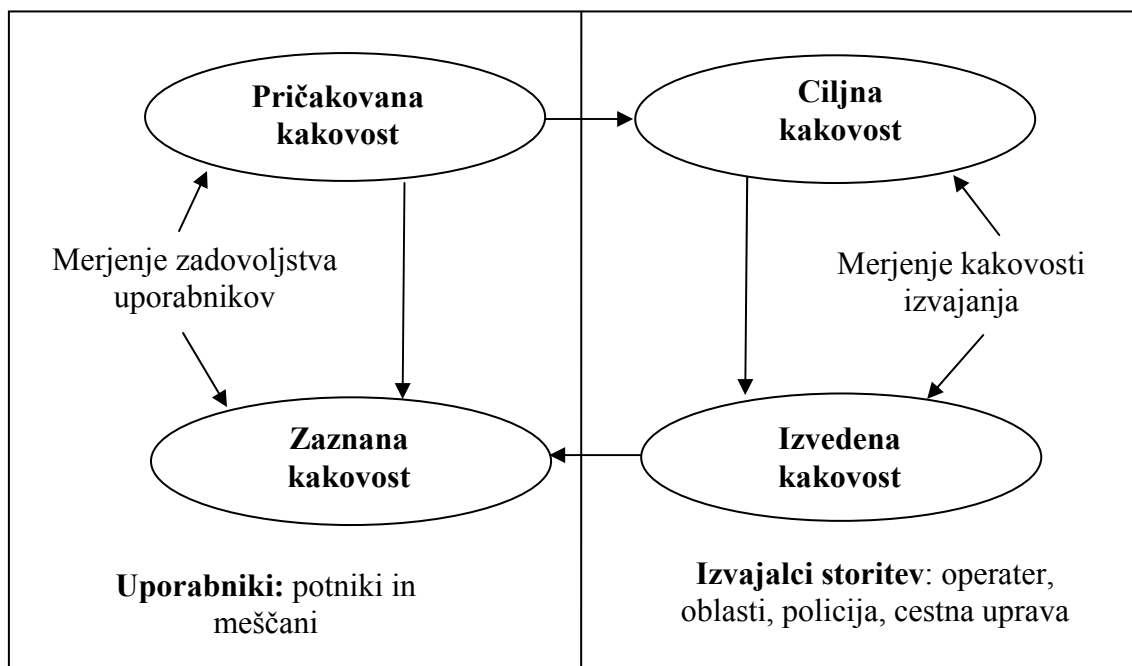 Pričakovana
kakovost
Ciljna
kakovost
Merjenje zadovoljstva
uporabnikov
Merjenje kakovosti
izvajanja
Zaznana
kakovost
Izvedena
kakovost
Uporabniki: potniki in
meščani
Izvajalci storitev: operater,
oblasti, policija, cestna uprava